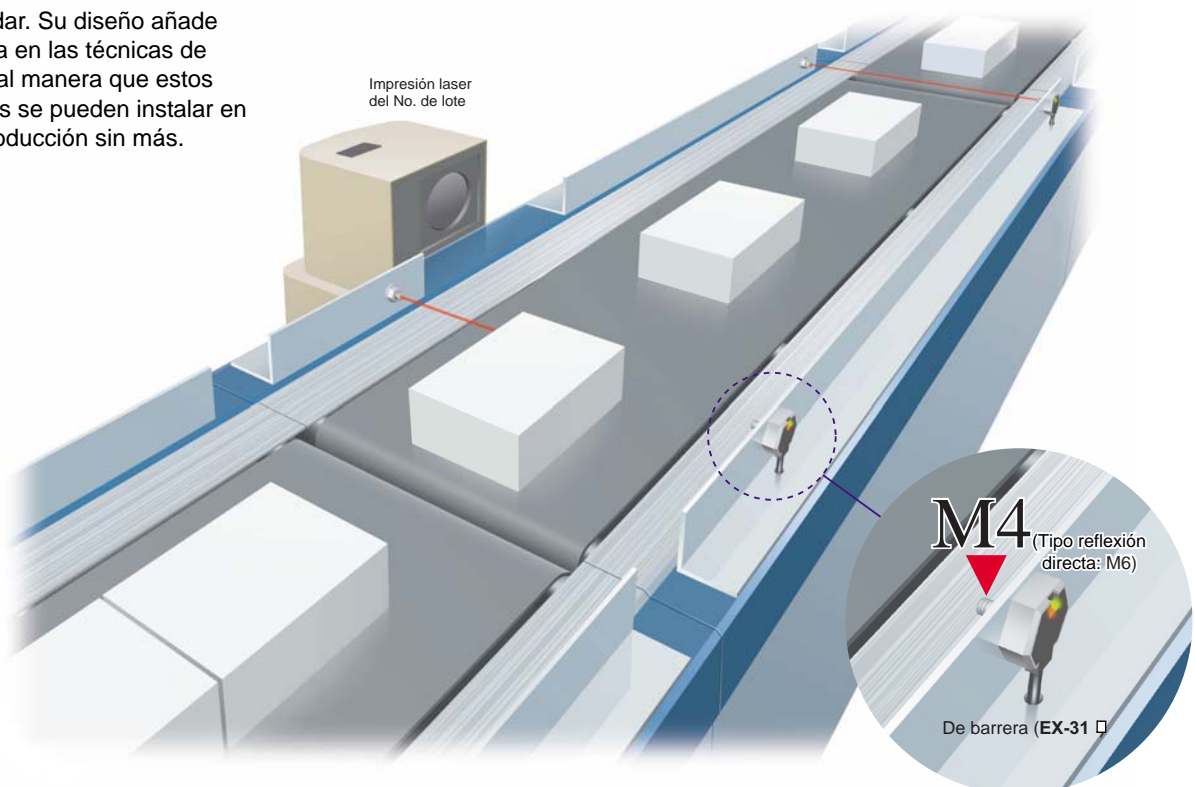 dar. Su diseño añade
a en las técnicas de
al manera que estos
s se pueden instalar en
oducción sin más.
Impresión laser
del No. de lote
M4 (Tipo reflexión
directa: M6)
De barrera (EX-31 □